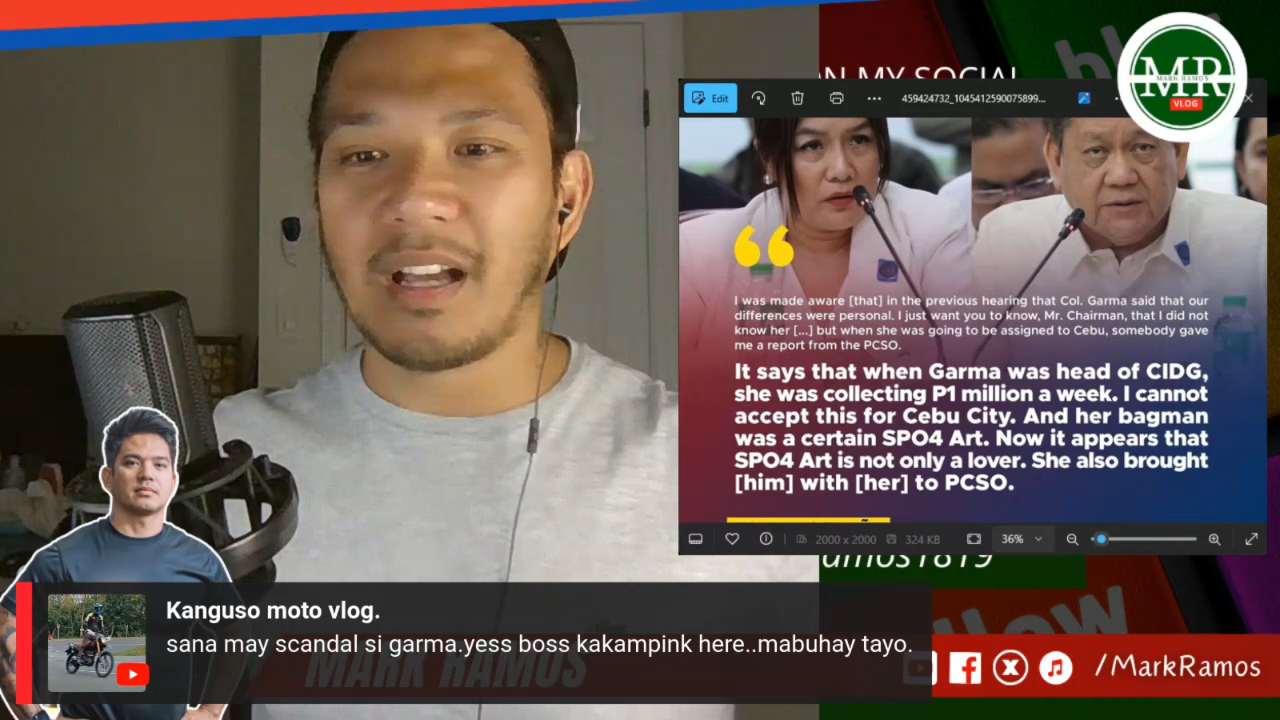 ON MY SOCIAL
MR
MARK RAMOS
VLOG
Edit
459424732_1045412590075899...
I was made aware [that] in the previous hearing that Col. Garma said that our
differences were personal. I just want you to know, Mr. Chairman, that I did not
know her [...] but when she was going to be assigned to Cebu, somebody gave
me a report from the PCSO.
It says that when Garma was head of CIDG,
she was collecting P1 million a week. I cannot
accept this for Cebu City. And her bagman
was a certain SPO4 Art. Now it appears that
SPO4 Art is not only a lover. She also brought
[him] with [her] to PCSO.
2000 x 2000
324 KB
36%
Kanguso moto vlog.
sana may scandal si garma.yess boss kakampink here..mabuhay tayo.
MARK RAMOS
/MarkRamos